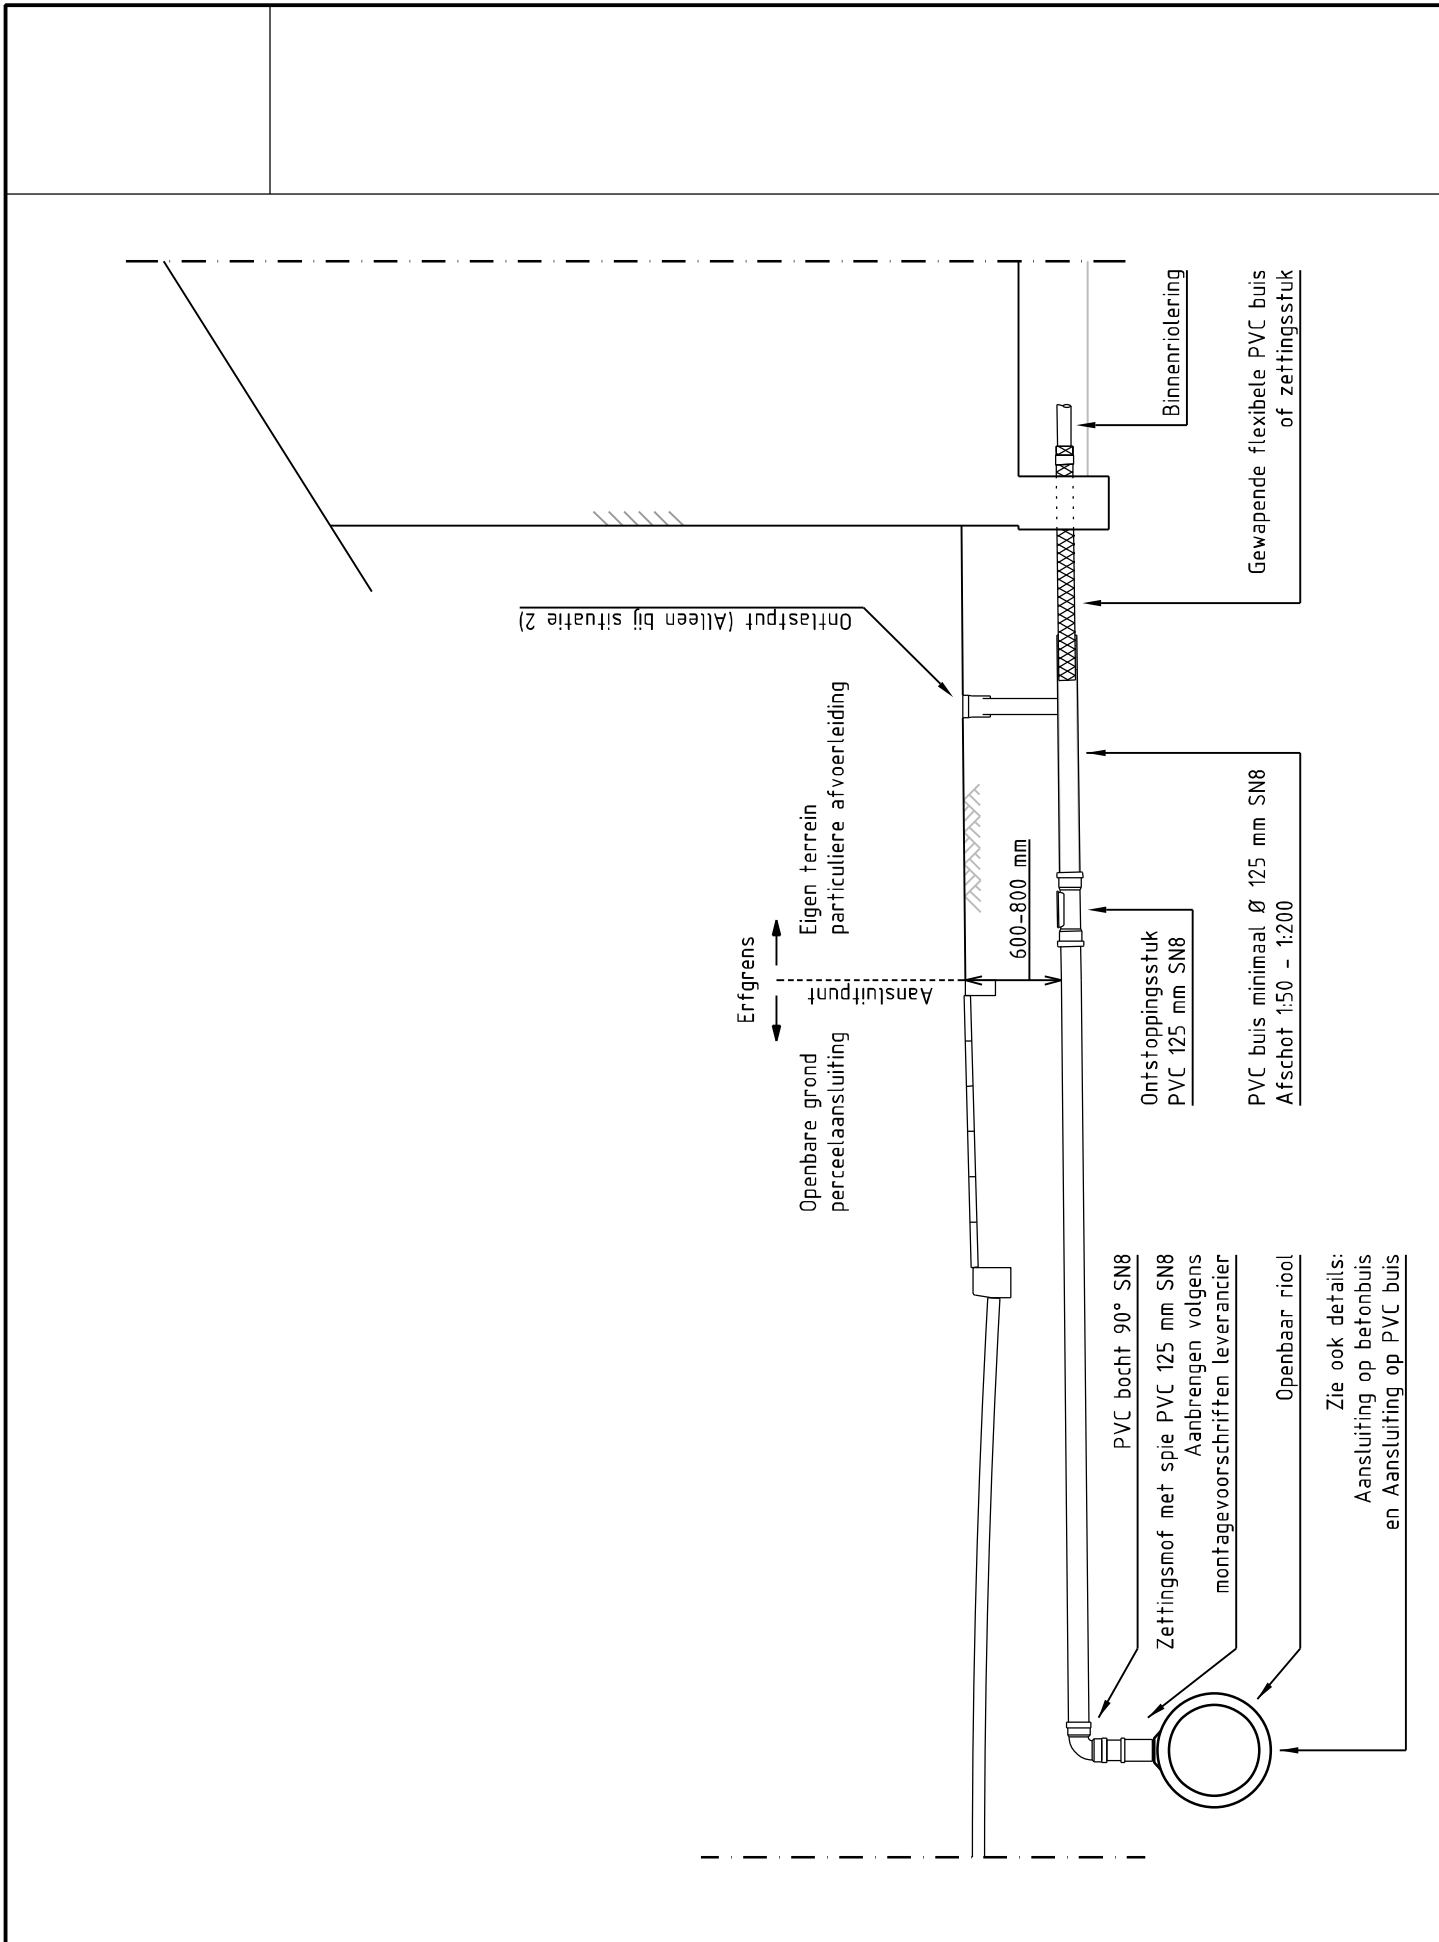 Ontlastput (Alleen bij situatie 2)
Erfgrens
Openbare grond
perceelaansluiting
Eigen terrein
particuliere afvoerleiding
Aansluitpunt
600-800 mm
PVC bocht 90° SN8
Zettingsmof met spie PVC 125 mm SN8
Aanbrengen volgens
montagevoorschriften leverancier
Openbaar riool
Zie ook details:
Aansluiting op betonbuis
en Aansluiting op PVC buis
Ontstoppingsstuk
PVC 125 mm SN8
PVC buis minimaal Ø 125 mm SN8
Afschot 1:50 - 1:200
Binnenriolering
Gewapende flexibele PVC buis
of zettingsstuk